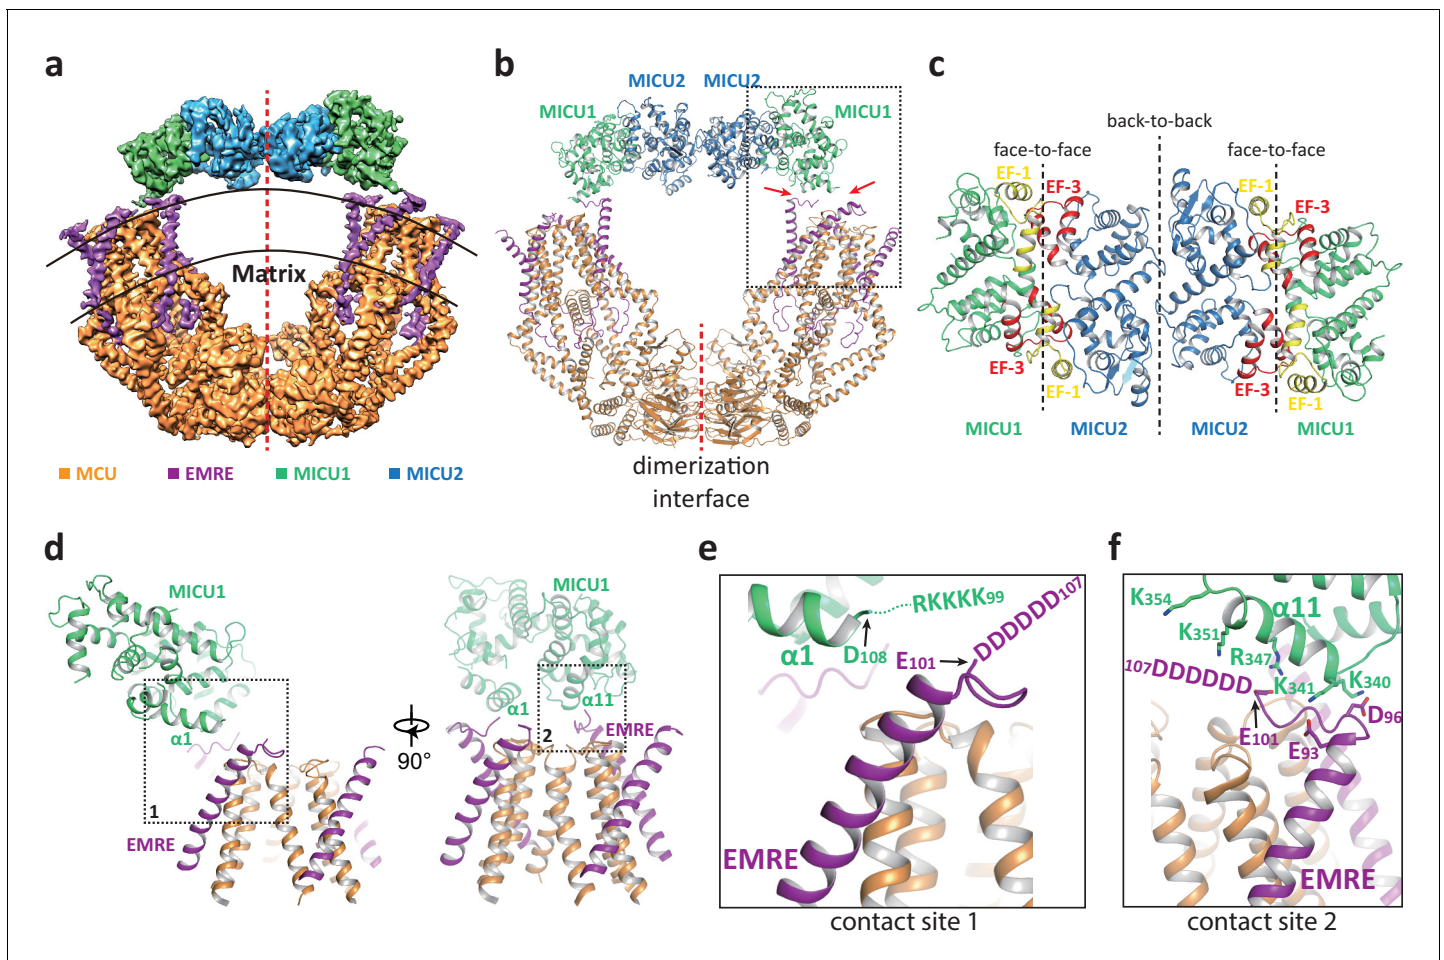 a
Matrix
MCU
EMRE
MICU1
MICU2
b
MICU1
MICU2
MICU2
MICU1
dimerization
interface
c
back-to-back
face-to-face
face-to-face
EF-1
EF-3
EF-1
EF-3
EF-3
EF-1
EF-3
EF-1
MICU1
MICU2
MICU2
MICU1
d
MICU1
α1
1
EMRE
90°
MICU1
α1
α11
2
EMRE
e
RKKKK99
DDDDDD107
α1
D108
E101
EMRE
contact site 1
f
K354
α11
K351
R347
107DDDDDD
K341
K340
D96
E101
E93
EMRE
contact site 2